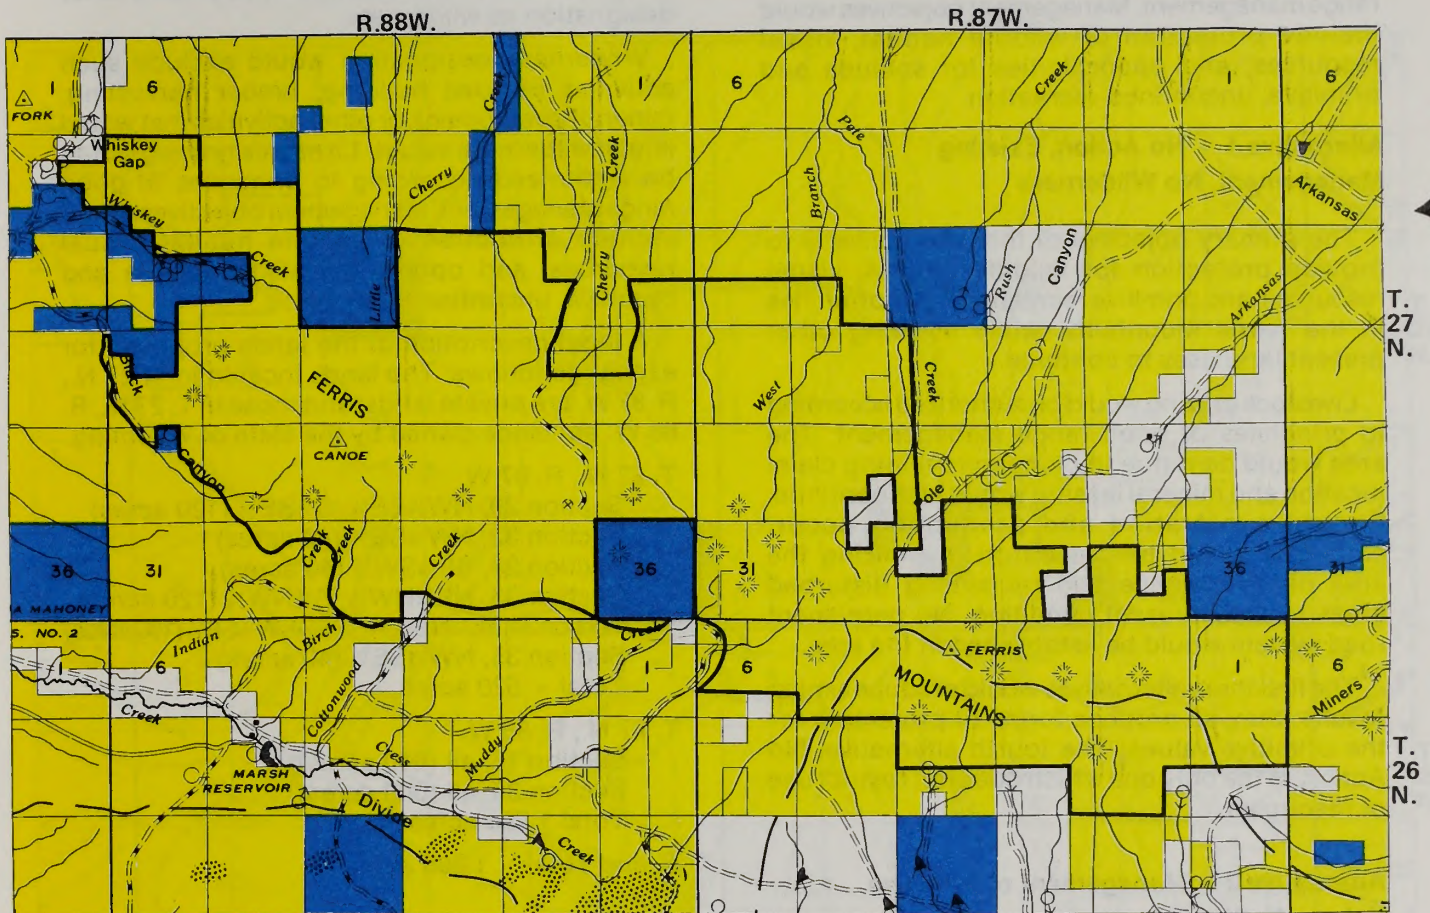 R.88W.
R.87W.
1
6
6
1
6
FORK
Whiskey
Gap
Whiskey
Creek
Cherry
Creek
Creek
Cherry
Little
Pete
Creek
Branch
West
Creek
Rush
Canyon
Arkansas
Arkansas
T.
27
N.
Black
Canyon
FERRIS
CANOE
Pole
Creek
Creek
Creek
36
31
36
31
36
31
A MAHONEY
S. NO. 2
Indian
Birch
Creek
1
6
1
6
1
6
FERRIS
MOUNTAINS
Miners
Creek
Cottonwood
Cress
Muddy
MARSH
RESERVOIR
Divide
Creek
T.
26
N.